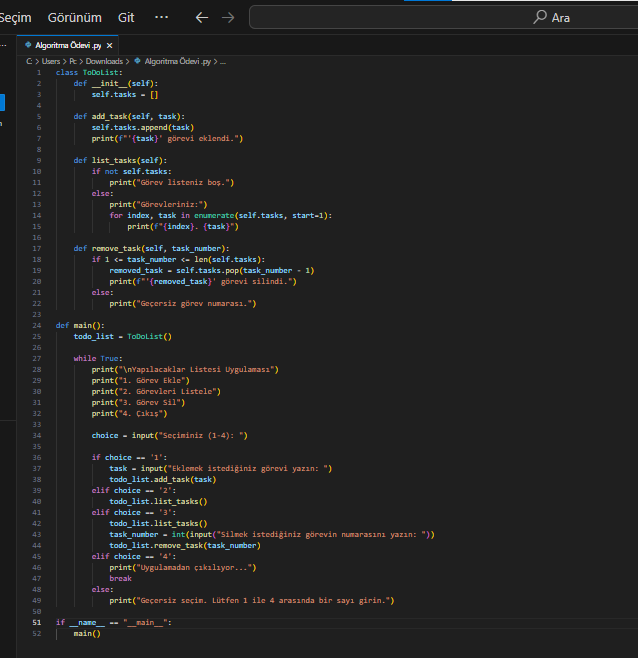 Seçim Görünüm Git ... ← → Ara
Algoritma Ödevi .py ×
C: > Users > Pc > Downloads > Algoritma Ödevi .py > ...
1 class ToDoList:
2 def __init__(self):
3 self.tasks = []
4
5 def add_task(self, task):
6 self.tasks.append(task)
7 print(f"'{task}' görevi eklendi.")
8
9 def list_tasks(self):
10 if not self.tasks:
11 print("Görev listeniz boş.")
12 else:
13 print("Görevleriniz:")
14 for index, task in enumerate(self.tasks, start=1):
15 print(f"{index}. {task}")
16
17 def remove_task(self, task_number):
18 if 1 <= task_number <= len(self.tasks):
19 removed_task = self.tasks.pop(task_number - 1)
20 print(f"'{removed_task}' görevi silindi.")
21 else:
22 print("Geçersiz görev numarası.")
23
24 def main():
25 todo_list = ToDoList()
26
27 while True:
28 print("\nYapılacaklar Listesi Uygulaması")
29 print("1. Görev Ekle")
30 print("2. Görevleri Listele")
31 print("3. Görev Sil")
32 print("4. Çıkış")
33
34 choice = input("Seçiminiz (1-4): ")
35
36 if choice == '1':
37 task = input("Eklemek istediğiniz görevi yazın: ")
38 todo_list.add_task(task)
39 elif choice == '2':
40 todo_list.list_tasks()
41 elif choice == '3':
42 todo_list.list_tasks()
43 task_number = int(input("Silmek istediğiniz görevin numarasını yazın: "))
44 todo_list.remove_task(task_number)
45 elif choice == '4':
46 print("Uygulamadan çıkılıyor...")
47 break
48 else:
49 print("Geçersiz seçim. Lütfen 1 ile 4 arasında bir sayı girin.")
50
51 if __name__ == "__main__":
52 main()